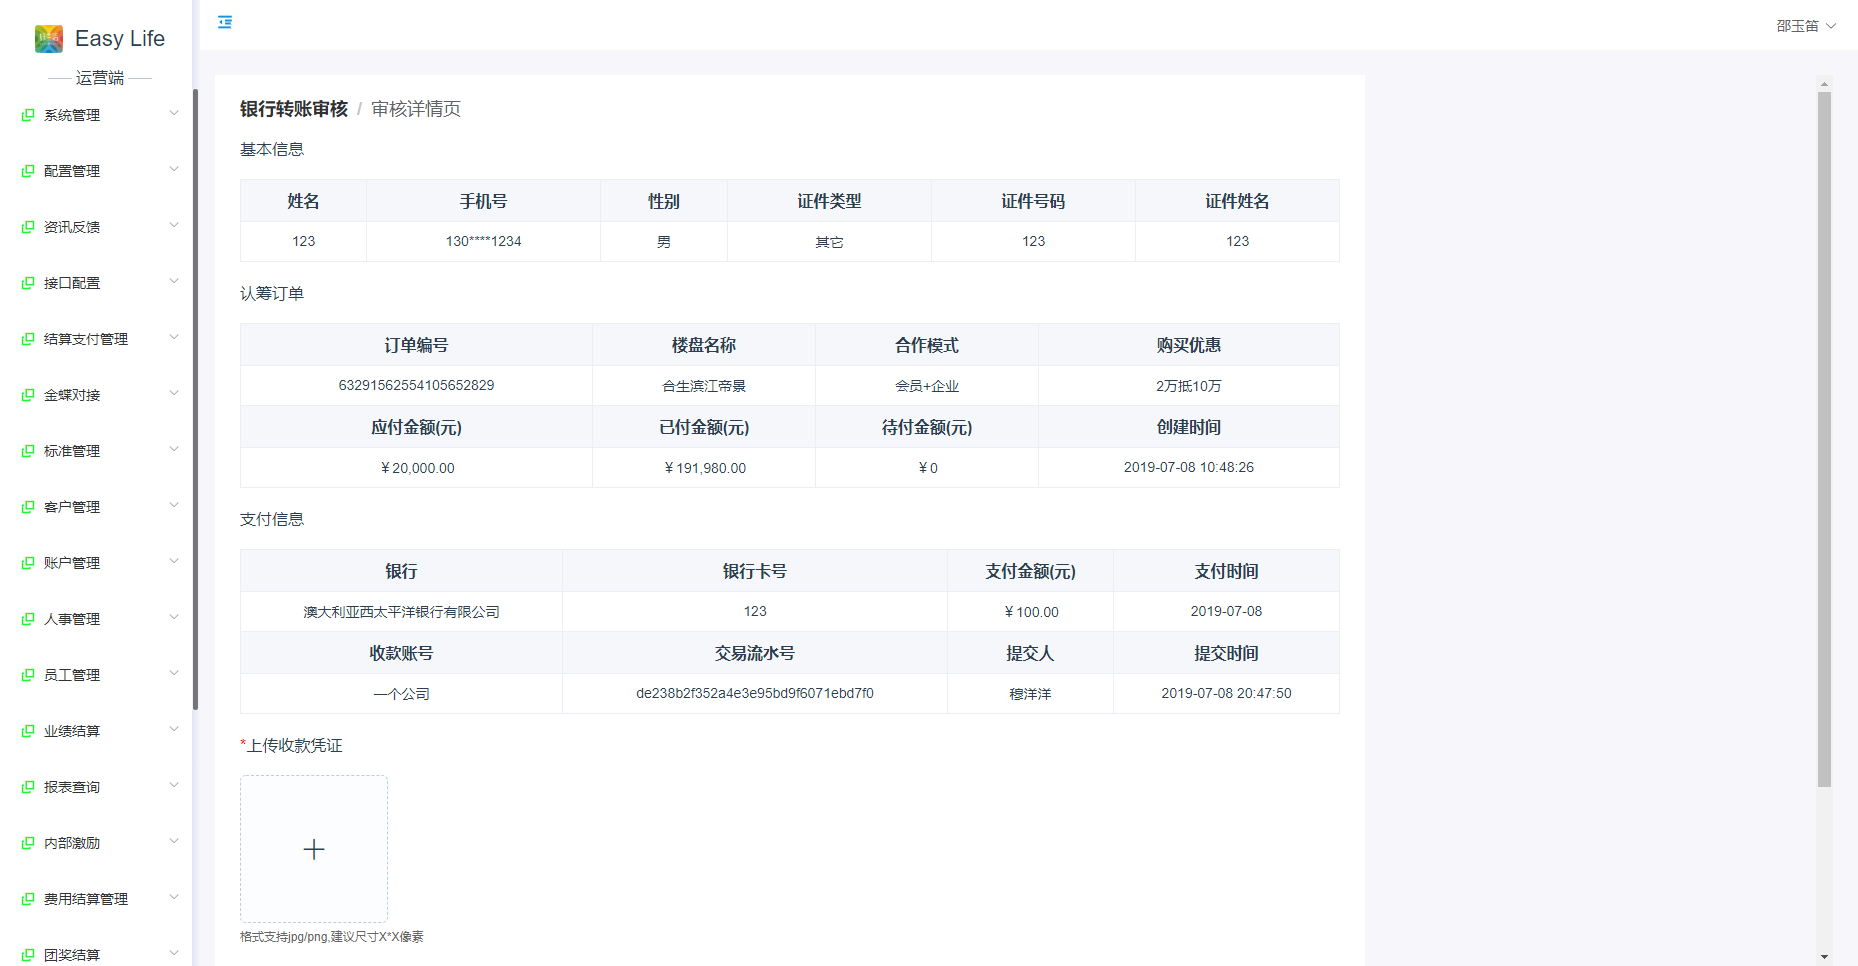 Easy Life
运营端
系统管理
配置管理
资讯反馈
接口配置
结算支付管理
金蝶对接
标准管理
客户管理
账户管理
人事管理
员工管理
业绩结算
报表查询
内部激励
费用结算管理
团奖结算
邵玉笛
银行转账审核 / 审核详情页
基本信息
姓名 手机号 性别 证件类型 证件号码 证件姓名
123 130****1234 男 其它 123 123
认筹订单
订单编号 楼盘名称 合作模式 购买优惠
63291562554105652829 合生滨江帝景 会员+企业 2万抵10万
应付金额(元) 已付金额(元) 待付金额(元) 创建时间
¥20,000.00 ¥191,980.00 ¥0 2019-07-08 10:48:26
支付信息
银行 银行卡号 支付金额(元) 支付时间
澳大利亚西太平洋银行有限公司 123 ¥100.00 2019-07-08
收款账号 交易流水号 提交人 提交时间
一个公司 de238b2f352a4e3e95bd9f6071ebd7f0 穆洋洋 2019-07-08 20:47:50
*上传收款凭证
格式支持jpg/png,建议尺寸X*X像素